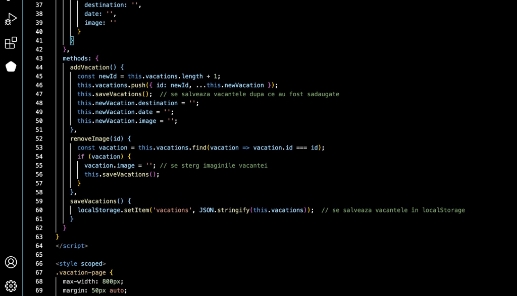 37 destination: '',
38 date: '',
39 image: ''
40 }
41 }
42 },
43 methods: {
44 addVacation() {
45 const newId = this.vacations.length + 1;
46 this.vacations.push({ id: newId, ...this.newVacation });
47 this.saveVacations(); // se salveaza vacantele dupa ce au fost sadaugate
48 this.newVacation.destination = '';
49 this.newVacation.date = '';
50 this.newVacation.image = '';
51 },
52 removeImage(id) {
53 const vacation = this.vacations.find(vacation => vacation.id === id);
54 if (vacation) {
55 vacation.image = ''; // se sterg imaginile vacantei
56 this.saveVacations();
57 }
58 },
59 saveVacations() {
60 localStorage.setItem('vacations', JSON.stringify(this.vacations)); // se salveaza vacantele in localStorage
61 }
62 }
63 }
64 </script>
65
66 <style scoped>
67 .vacation-page {
68 max-width: 800px;
69 margin: 50px auto;